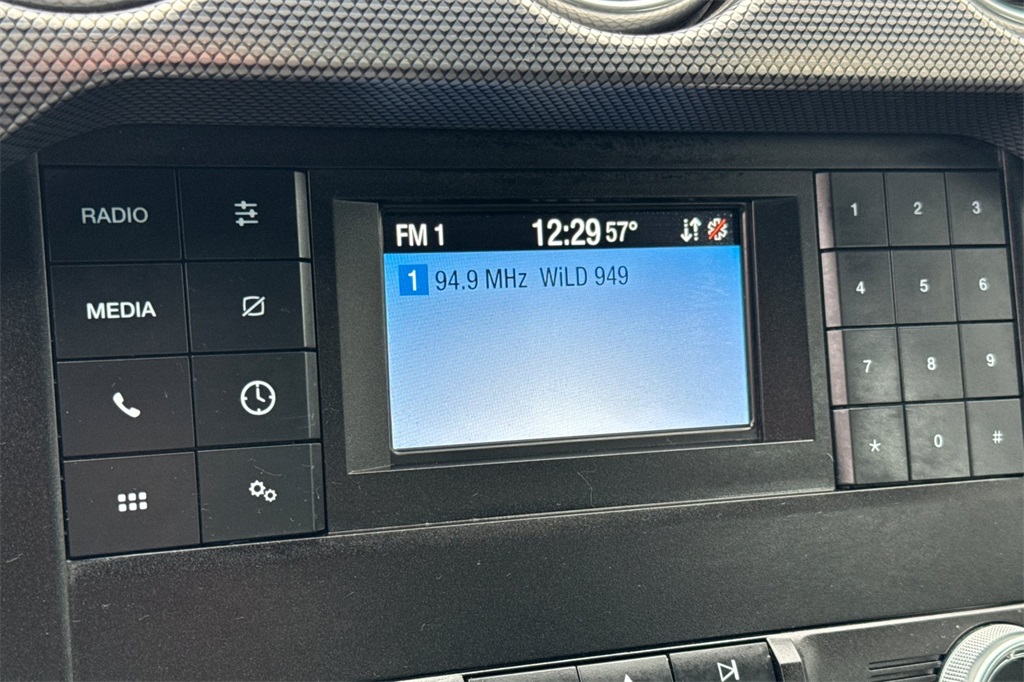 RADIO
MEDIA
FM 1 12:29 57°
1 94.9 MHz WiLD 949
1 2 3
4 5 6
7 8 9
* 0 #